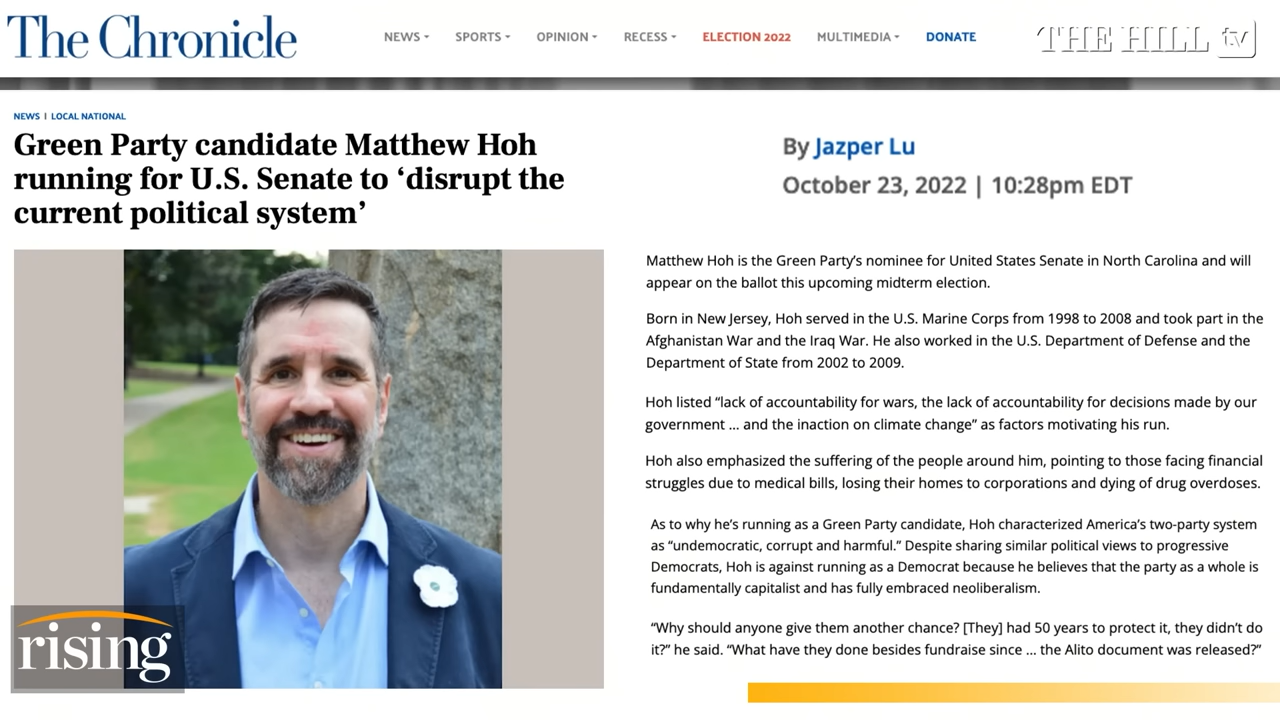 The Chronicle
NEWS SPORTS OPINION RECESS ELECTION 2022 MULTIMEDIA DONATE
THE HILL tv
NEWS | LOCAL NATIONAL
Green Party candidate Matthew Hoh
running for U.S. Senate to ‘disrupt the
current political system’
By Jazper Lu
October 23, 2022 | 10:28pm EDT
Matthew Hoh is the Green Party’s nominee for United States Senate in North Carolina and will
appear on the ballot this upcoming midterm election.
Born in New Jersey, Hoh served in the U.S. Marine Corps from 1998 to 2008 and took part in the
Afghanistan War and the Iraq War. He also worked in the U.S. Department of Defense and the
Department of State from 2002 to 2009.
Hoh listed “lack of accountability for wars, the lack of accountability for decisions made by our
government ... and the inaction on climate change” as factors motivating his run.
Hoh also emphasized the suffering of the people around him, pointing to those facing financial
struggles due to medical bills, losing their homes to corporations and dying of drug overdoses.
As to why he’s running as a Green Party candidate, Hoh characterized America’s two-party system
as “undemocratic, corrupt and harmful.” Despite sharing similar political views to progressive
Democrats, Hoh is against running as a Democrat because he believes that the party as a whole is
fundamentally capitalist and has fully embraced neoliberalism.
“Why should anyone give them another chance? [They] had 50 years to protect it, they didn’t do
it?” he said. “What have they done besides fundraise since ... the Alito document was released?”
rising